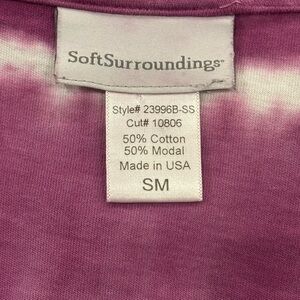 SoftSurroundings
Style# 23996B-SS
Cut# 10806
50% Cotton
50% Modal
Made in USA
SM